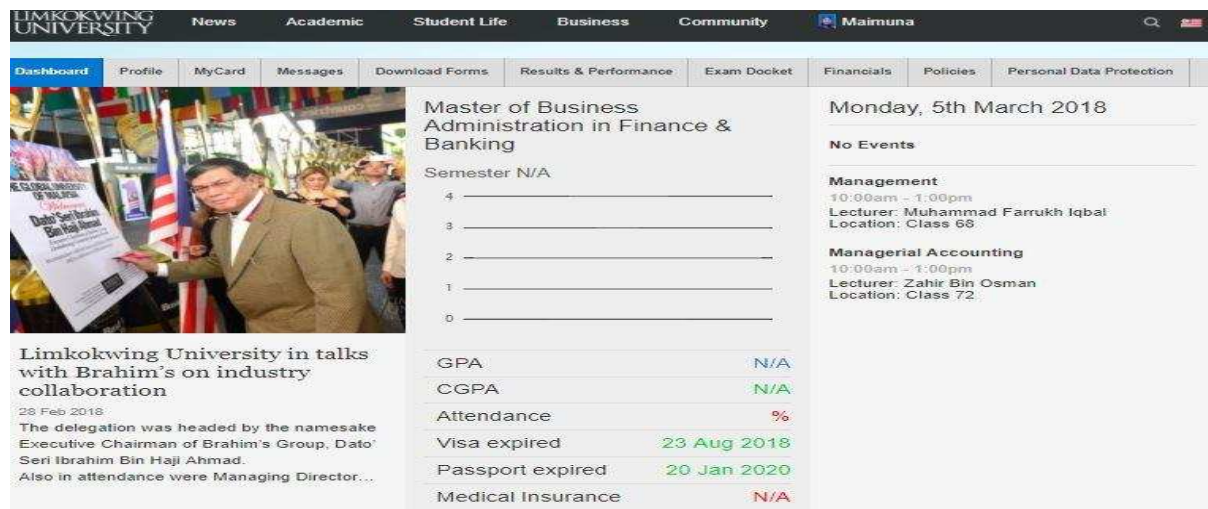 LIMKOKWING
UNIVERSITY
News Academic Student Life Business Community Maimuna
Dashboard Profile MyCard Messages Download Forms Results & Performance Exam Docket Financials Policies Personal Data Protection
THE GLOBAL UNIVERSITY
OF MALAYSIA
Welcomes
Dato' Seri Ibrahim
Bin Haji Ahmad
Limkokwing University in talks
with Brahim's on industry
collaboration
28 Feb 2018
The delegation was headed by the namesake
Executive Chairman of Brahim's Group, Dato'
Seri Ibrahim Bin Haji Ahmad.
Also in attendance were Managing Director...
Master of Business
Administration in Finance &
Banking
Semester N/A
4
3
2
1
0
GPA N/A
CGPA N/A
Attendance %
Visa expired 23 Aug 2018
Passport expired 20 Jan 2020
Medical Insurance N/A
Monday, 5th March 2018
No Events
Management
10:00am - 1:00pm
Lecturer: Muhammad Farrukh Iqbal
Location: Class 68
Managerial Accounting
10:00am - 1:00pm
Lecturer: Zahir Bin Osman
Location: Class 72